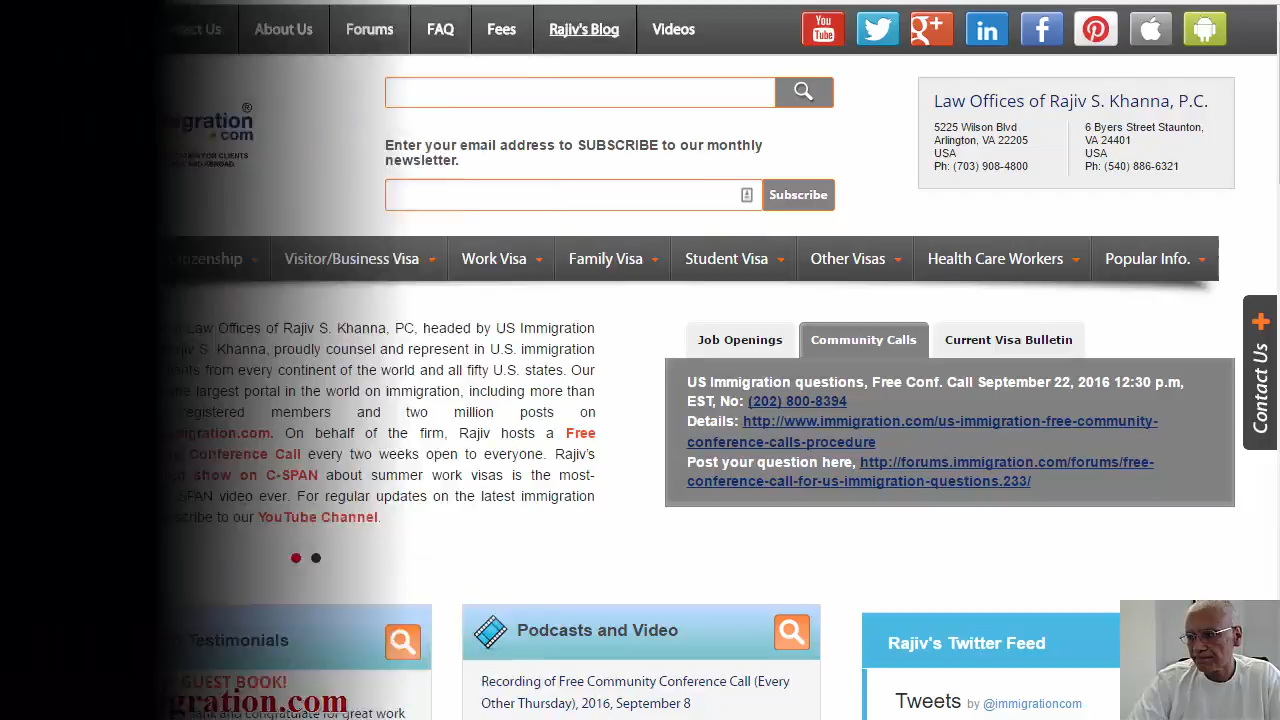 About Us
Forums
FAQ
Fees
Rajiv's Blog
Videos
You
Tube
Law Offices of Rajiv S. Khanna, P.C.
5225 Wilson Blvd
Arlington, VA 22205
USA
Ph: (703) 908-4800
6 Byers Street Staunton,
VA 24401
USA
Ph: (540) 886-6321
.com
Enter your email address to SUBSCRIBE to our monthly
newsletter.
Subscribe
Visitor/Business Visa
Work Visa
Family Visa
Student Visa
Other Visas
Health Care Workers
Popular Info.
Contact Us
Law Offices of Rajiv S. Khanna, PC, headed by US Immigration
S. Khanna, proudly counsel and represent in U.S. immigration
from every continent of the world and all fifty U.S. states. Our
largest portal in the world on immigration, including more than
registered members and two million posts on
On behalf of the firm, Rajiv hosts a Free
Conference Call every two weeks open to everyone. Rajiv's
show on C-SPAN about summer work visas is the most-
video ever. For regular updates on the latest immigration
to our YouTube Channel.
Job Openings
Community Calls
Current Visa Bulletin
US Immigration questions, Free Conf. Call September 22, 2016 12:30 p.m,
EST, No: (202) 800-8394
Details: http://www.immigration.com/us-immigration-free-community-
conference-calls-procedure
Post your question here, http://forums.immigration.com/forums/free-
conference-call-for-us-immigration-questions.233/
Testimonials
GUEST BOOK!
congratulate for great work
Podcasts and Video
Recording of Free Community Conference Call (Every
Other Thursday), 2016, September 8
Rajiv's Twitter Feed
Tweets by @immigrationcom